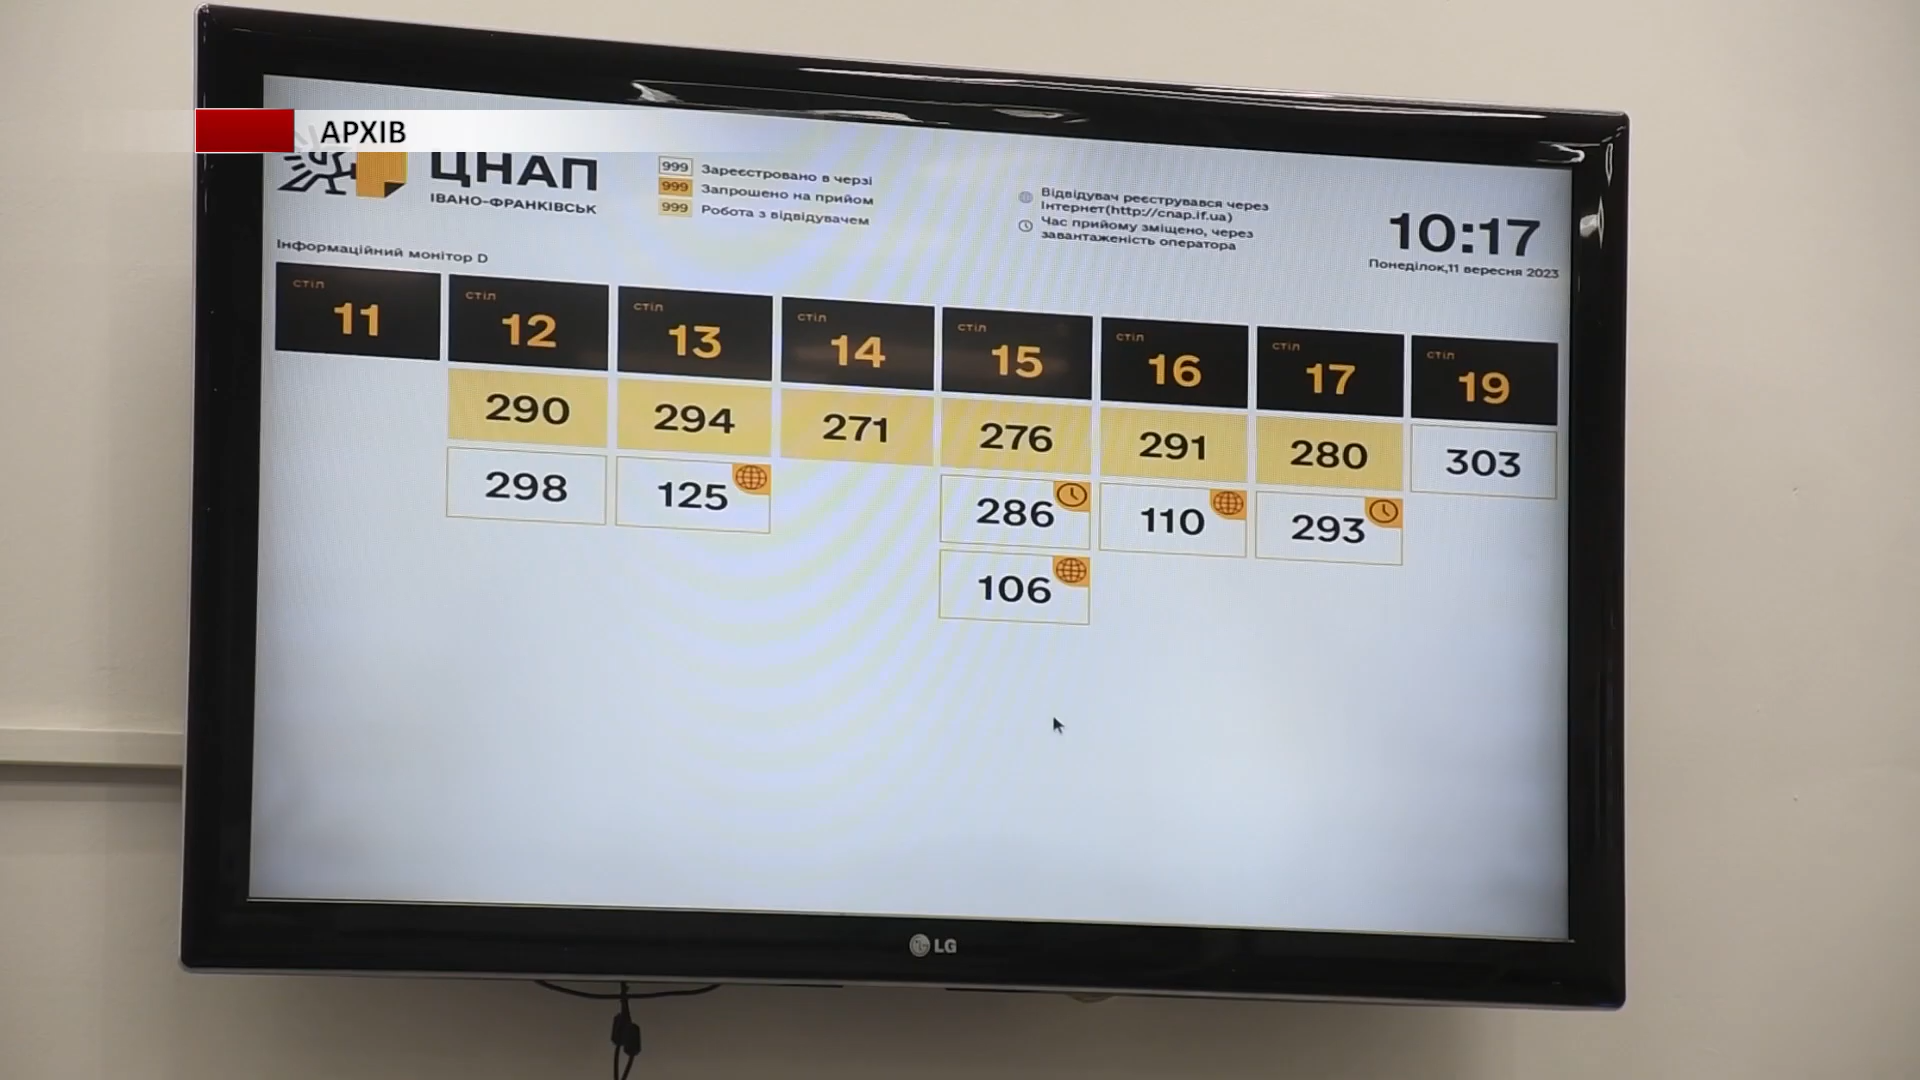 АРХІВ
ЦНАП
ІВАНО-ФРАНКІВСЬК
999 Зареєстровано в черзі
999 Запрошено на прийом
999 Робота з відвідувачем
Відвідувач реєструвався через
Інтернет(http://cnap.if.ua)
Час прийому зміщено, через
завантаженість оператора
10:17
Понеділок,11 вересня 2023
Інформаційний монітор D
стіл стіл стіл стіл стіл стіл стіл стіл
11 12 13 14 15 16 17 19
290 294 271 276 291 280 303
298 125 286 110 293
106
LG